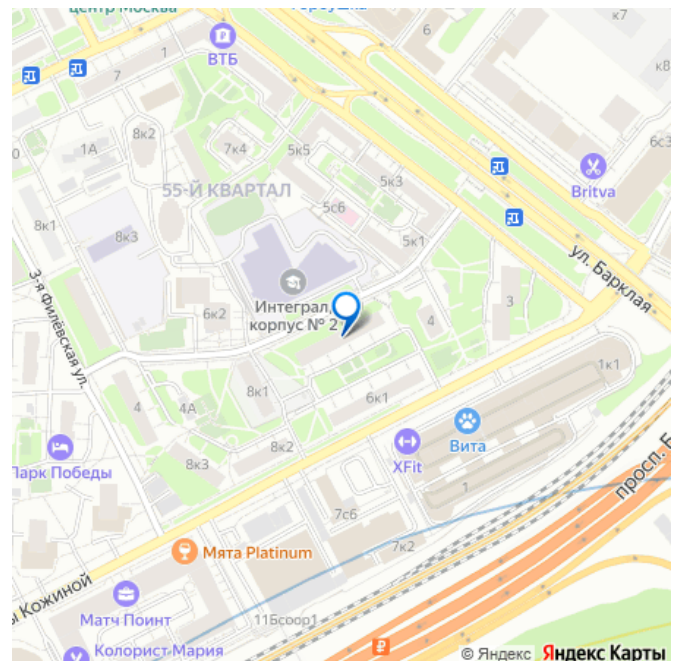 центр Москва
Горбушка
ВТБ
к7
к8
1
7
1А
8к2
7к4
5к5
6с3
0
5к3
Britva
55-Й КВАРТАЛ
5с6
8к1
8к3
5к1
ул. Барклая
3-я Филёвская ул.
Интеграл,
корпус № 2
6к2
4
3
1к1
4
4А
8к1
6к1
Вита
Парк Победы
8к3
8к2
XFit
1
просп. Б
7с6
Мята Platinum
7к2
ы Кожиной
Матч Поинт
11Бсоор1
Колорист Мария
© Яндекс Яндекс Карты